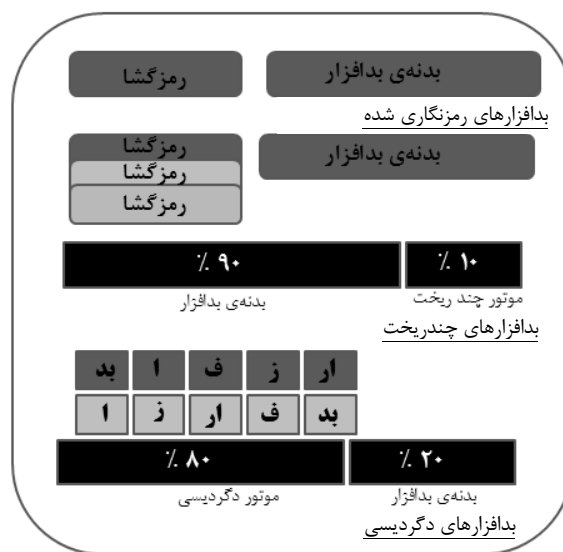 بدنه‌ی بدافزار رمزگشا
بدافزارهای رمزنگاری شده
بدنه‌ی بدافزار رمزگشا
رمزگشا
رمزگشا
۱۰ ٪ ۹۰ ٪
موتور چند ریخت بدنه‌ی بدافزار
بدافزارهای چندریخت
ار ز ف ا بد
بد ف ار ز ا
۲۰ ٪ ۸۰ ٪
بدنه‌ی بدافزار موتور دگردیسی
بدافزارهای دگردیسی